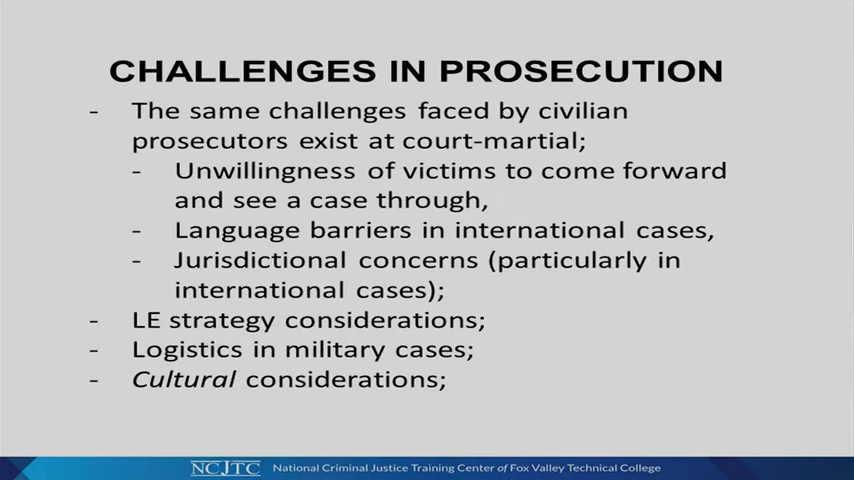 CHALLENGES IN PROSECUTION
- The same challenges faced by civilian
prosecutors exist at court-martial;
- Unwillingness of victims to come forward
and see a case through,
- Language barriers in international cases,
- Jurisdictional concerns (particularly in
international cases);
- LE strategy considerations;
- Logistics in military cases;
- Cultural considerations;
NCJTC National Criminal Justice Training Center of Fox Valley Technical College